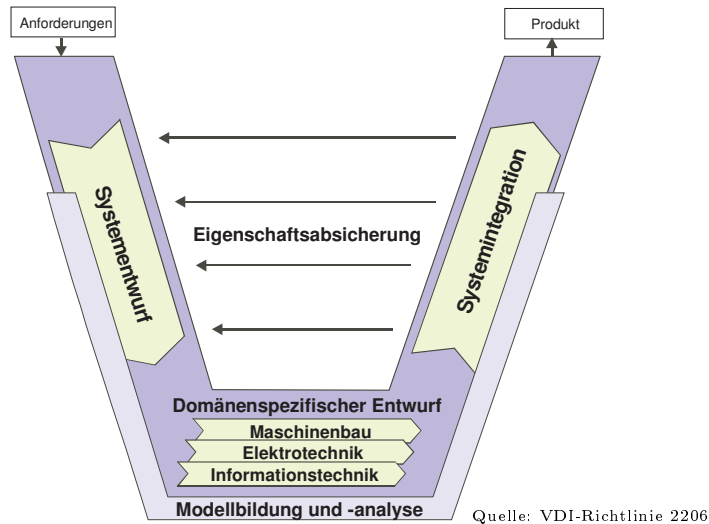 Anforderungen
Produkt
Systementwurf
Eigenschaftsabsicherung
Systemintegration
Domänenspezifischer Entwurf
Maschinenbau
Elektrotechnik
Informationstechnik
Modellbildung und -analyse
Quelle: VDI-Richtlinie 2206